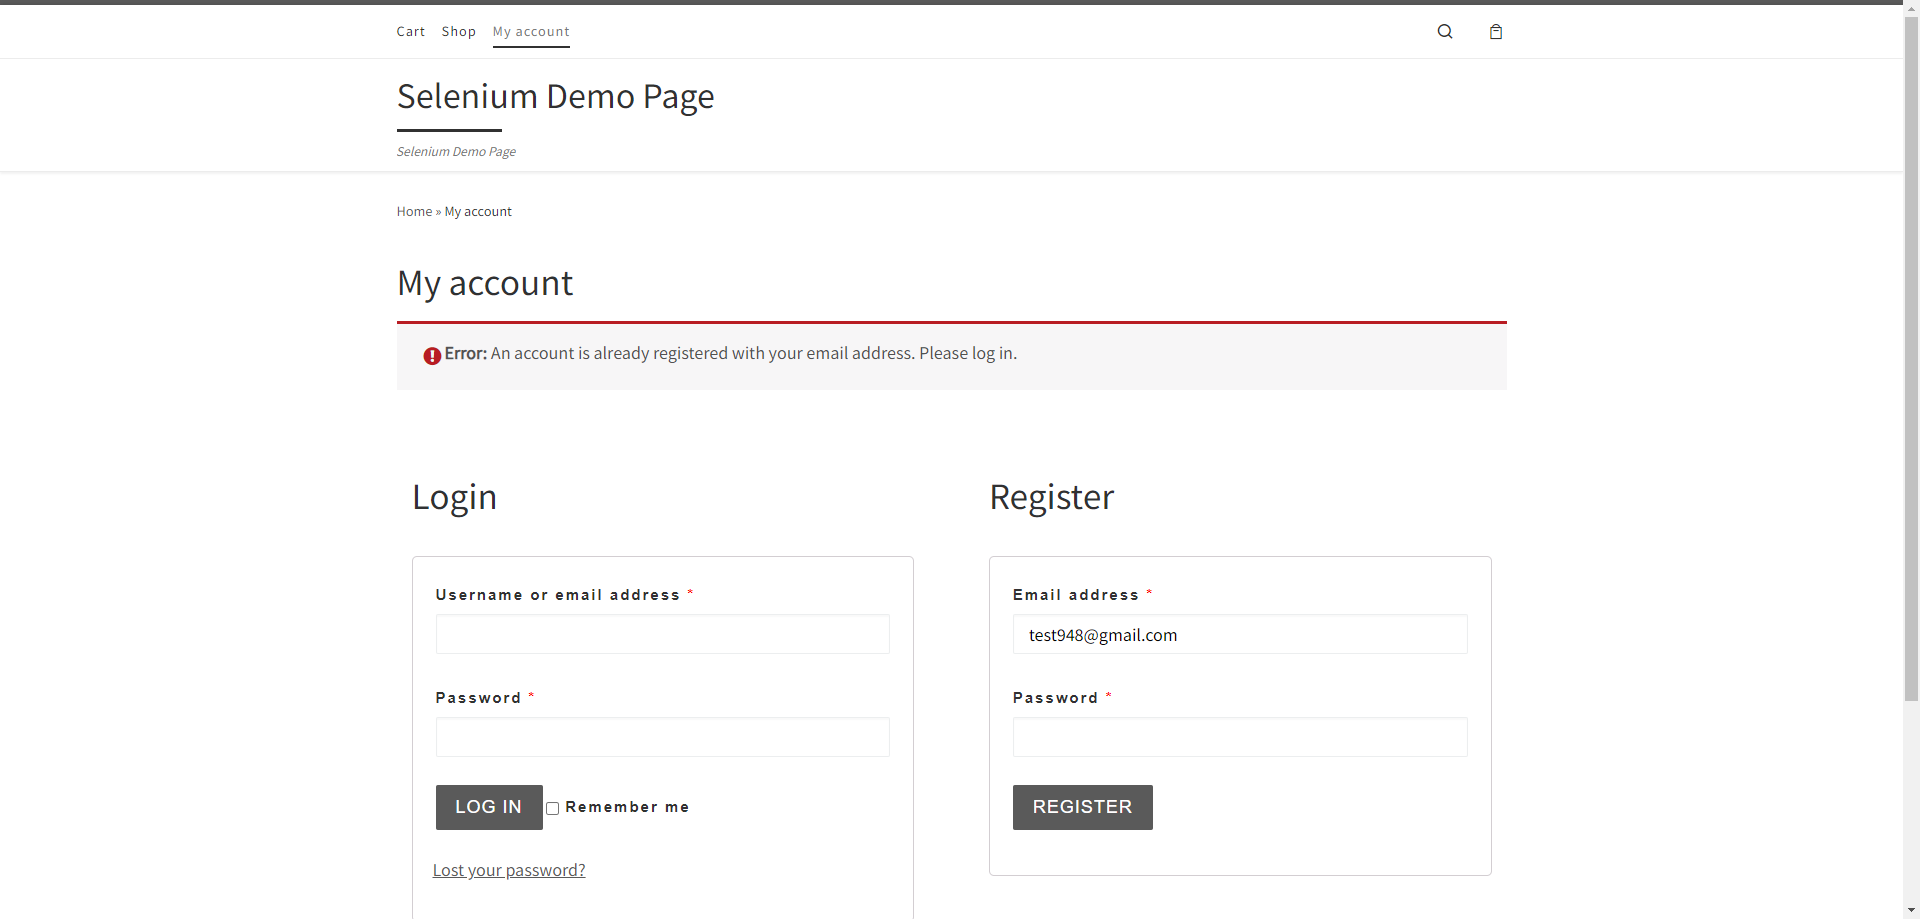 Cart Shop My account
Selenium Demo Page
Selenium Demo Page
Home » My account
My account
Error: An account is already registered with your email address. Please log in.
Login
Username or email address *
Password *
LOG IN Remember me
Lost your password?
Register
Email address *
test948@gmail.com
Password *
REGISTER